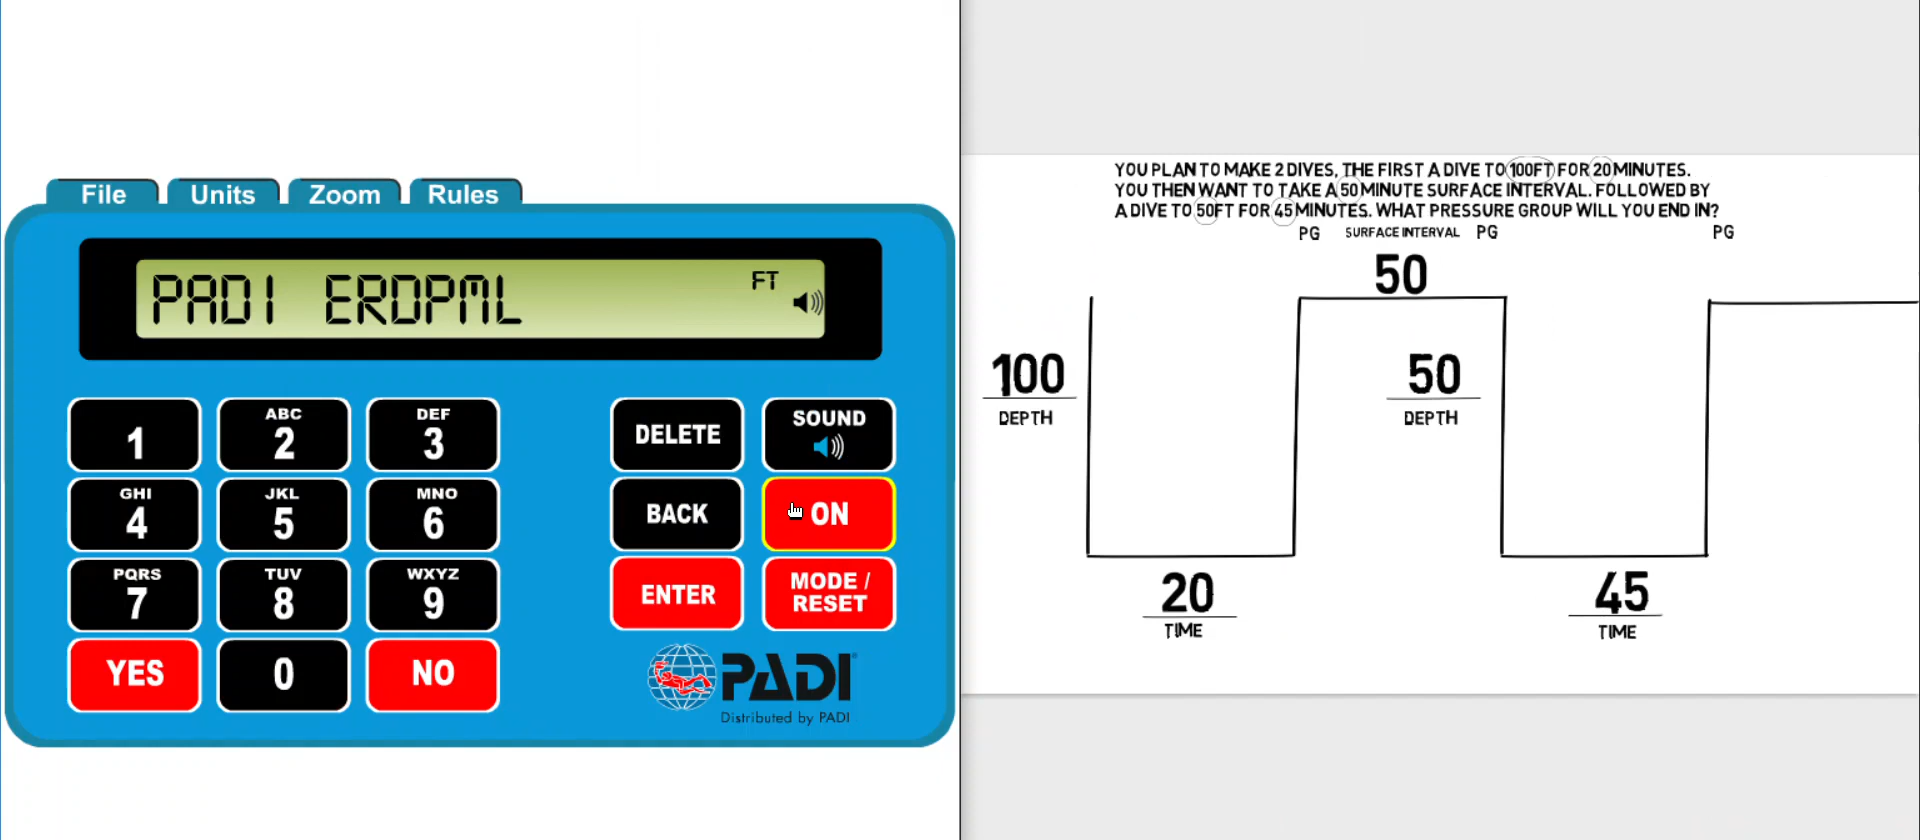 File
Units
Zoom
Rules
PADI ERDPML
FT
1
ABC
2
DEF
3
DELETE
SOUND
GHI
4
JKL
5
MNO
6
BACK
ON
PQRS
7
TUV
8
WXYZ
9
ENTER
MODE /
RESET
YES
0
NO
PADI
Distributed by PADI
YOU PLAN TO MAKE 2 DIVES, THE FIRST A DIVE TO 100FT FOR 20 MINUTES.
YOU THEN WANT TO TAKE A 50 MINUTE SURFACE INTERVAL. FOLLOWED BY
A DIVE TO 50FT FOR 45 MINUTES. WHAT PRESSURE GROUP WILL YOU END IN?
PG SURFACE INTERVAL PG PG
50
100
DEPTH
50
DEPTH
20
TIME
45
TIME